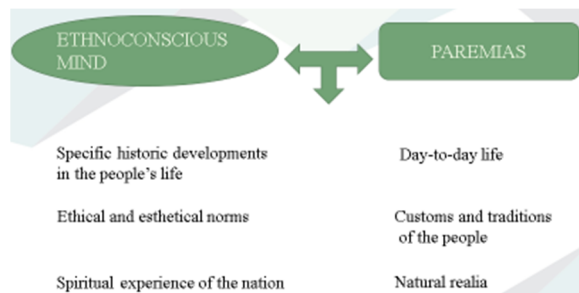 ETHNOCONSCIOUS
MIND
PAREMIAS
Specific historic developments
in the people's life
Day-to-day life
Ethical and esthetical norms
Customs and traditions
of the people
Spiritual experience of the nation
Natural realia